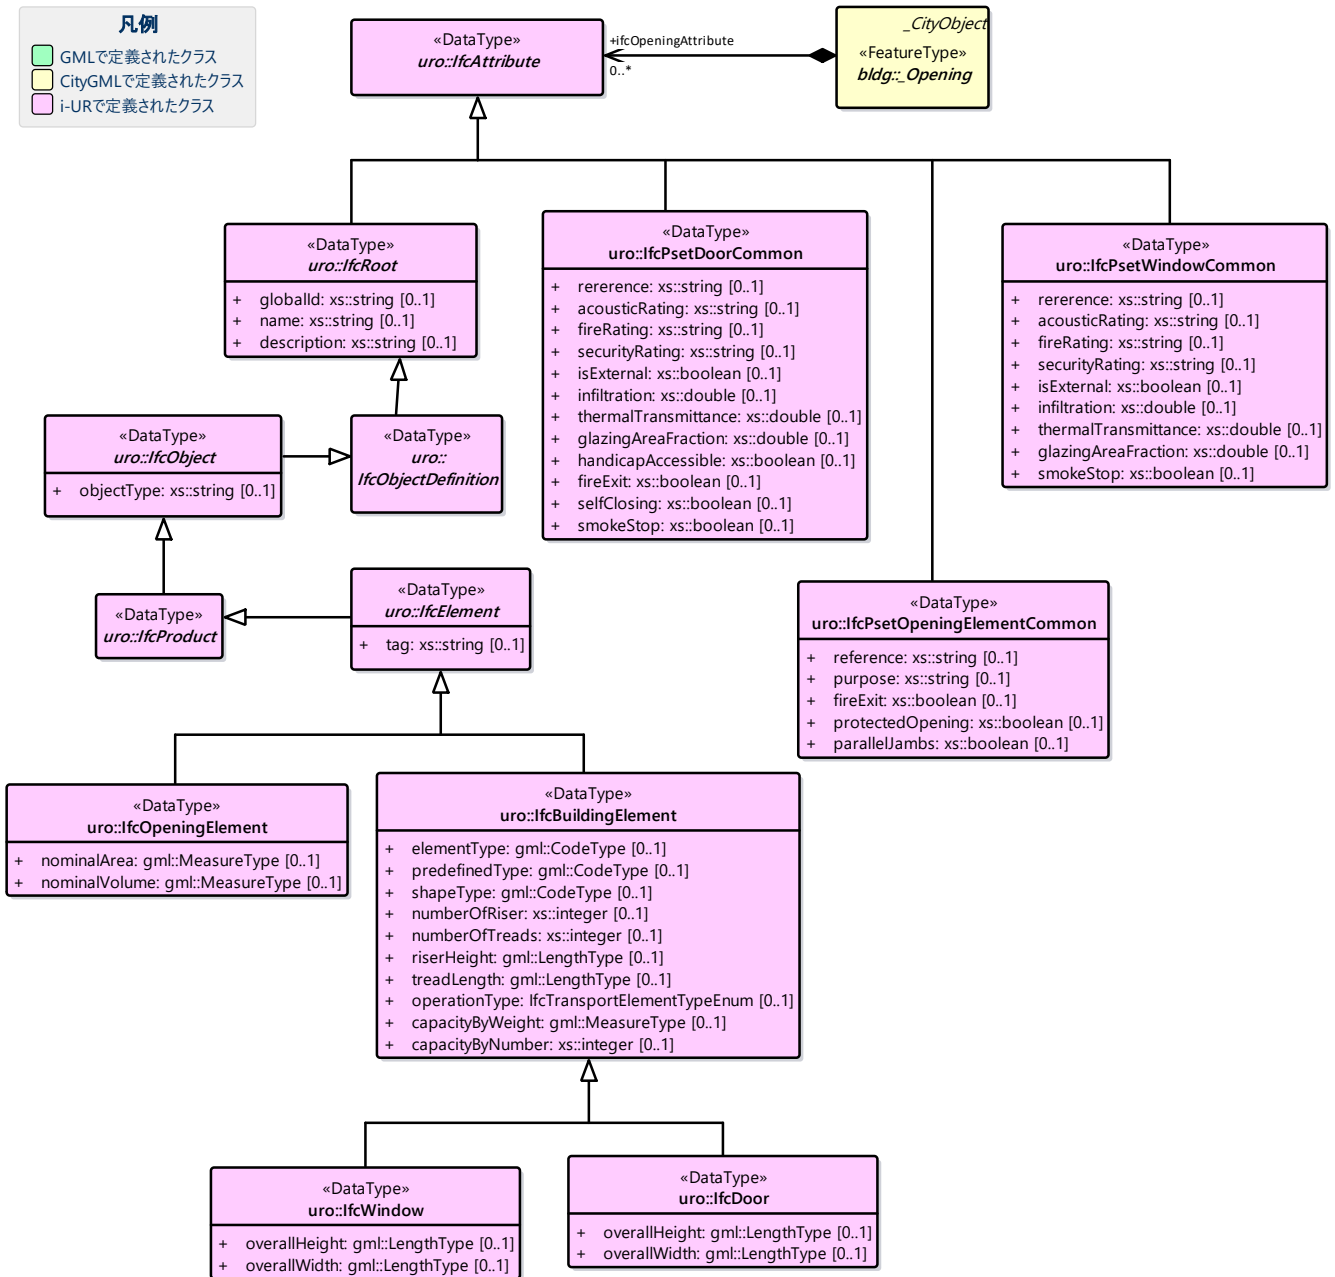 凡例
GMLで定義されたクラス
CityGMLで定義されたクラス
i-URで定義されたクラス
«DataType»
uro::IfcAttribute
+ifcOpeningAttribute
0..*
_CityObject
«FeatureType»
bldg::_Opening
«DataType»
uro::IfcRoot
+ globalId: xs::string [0..1]
+ name: xs::string [0..1]
+ description: xs::string [0..1]
«DataType»
uro::IfcPsetDoorCommon
+ rererence: xs::string [0..1]
+ acousticRating: xs::string [0..1]
+ fireRating: xs::string [0..1]
+ securityRating: xs::string [0..1]
+ isExternal: xs::boolean [0..1]
+ infiltration: xs::double [0..1]
+ thermalTransmittance: xs::double [0..1]
+ glazingAreaFraction: xs::double [0..1]
+ handicapAccessible: xs::boolean [0..1]
+ fireExit: xs::boolean [0..1]
+ selfClosing: xs::boolean [0..1]
+ smokeStop: xs::boolean [0..1]
«DataType»
uro::IfcPsetWindowCommon
+ rererence: xs::string [0..1]
+ acousticRating: xs::string [0..1]
+ fireRating: xs::string [0..1]
+ securityRating: xs::string [0..1]
+ isExternal: xs::boolean [0..1]
+ infiltration: xs::double [0..1]
+ thermalTransmittance: xs::double [0..1]
+ glazingAreaFraction: xs::double [0..1]
+ smokeStop: xs::boolean [0..1]
«DataType»
uro::IfcObject
+ objectType: xs::string [0..1]
«DataType»
uro::
IfcObjectDefinition
«DataType»
uro::IfcProduct
«DataType»
uro::IfcElement
+ tag: xs::string [0..1]
«DataType»
uro::IfcPsetOpeningElementCommon
+ reference: xs::string [0..1]
+ purpose: xs::string [0..1]
+ fireExit: xs::boolean [0..1]
+ protectedOpening: xs::boolean [0..1]
+ parallelJambs: xs::boolean [0..1]
«DataType»
uro::IfcOpeningElement
+ nominalArea: gml::MeasureType [0..1]
+ nominalVolume: gml::MeasureType [0..1]
«DataType»
uro::IfcBuildingElement
+ elementType: gml::CodeType [0..1]
+ predefinedType: gml::CodeType [0..1]
+ shapeType: gml::CodeType [0..1]
+ numberOfRiser: xs::integer [0..1]
+ numberOfTreads: xs::integer [0..1]
+ riserHeight: gml::LengthType [0..1]
+ treadLength: gml::LengthType [0..1]
+ operationType: IfcTransportElementTypeEnum [0..1]
+ capacityByWeight: gml::MeasureType [0..1]
+ capacityByNumber: xs::integer [0..1]
«DataType»
uro::IfcWindow
+ overallHeight: gml::LengthType [0..1]
+ overallWidth: gml::LengthType [0..1]
«DataType»
uro::IfcDoor
+ overallHeight: gml::LengthType [0..1]
+ overallWidth: gml::LengthType [0..1]